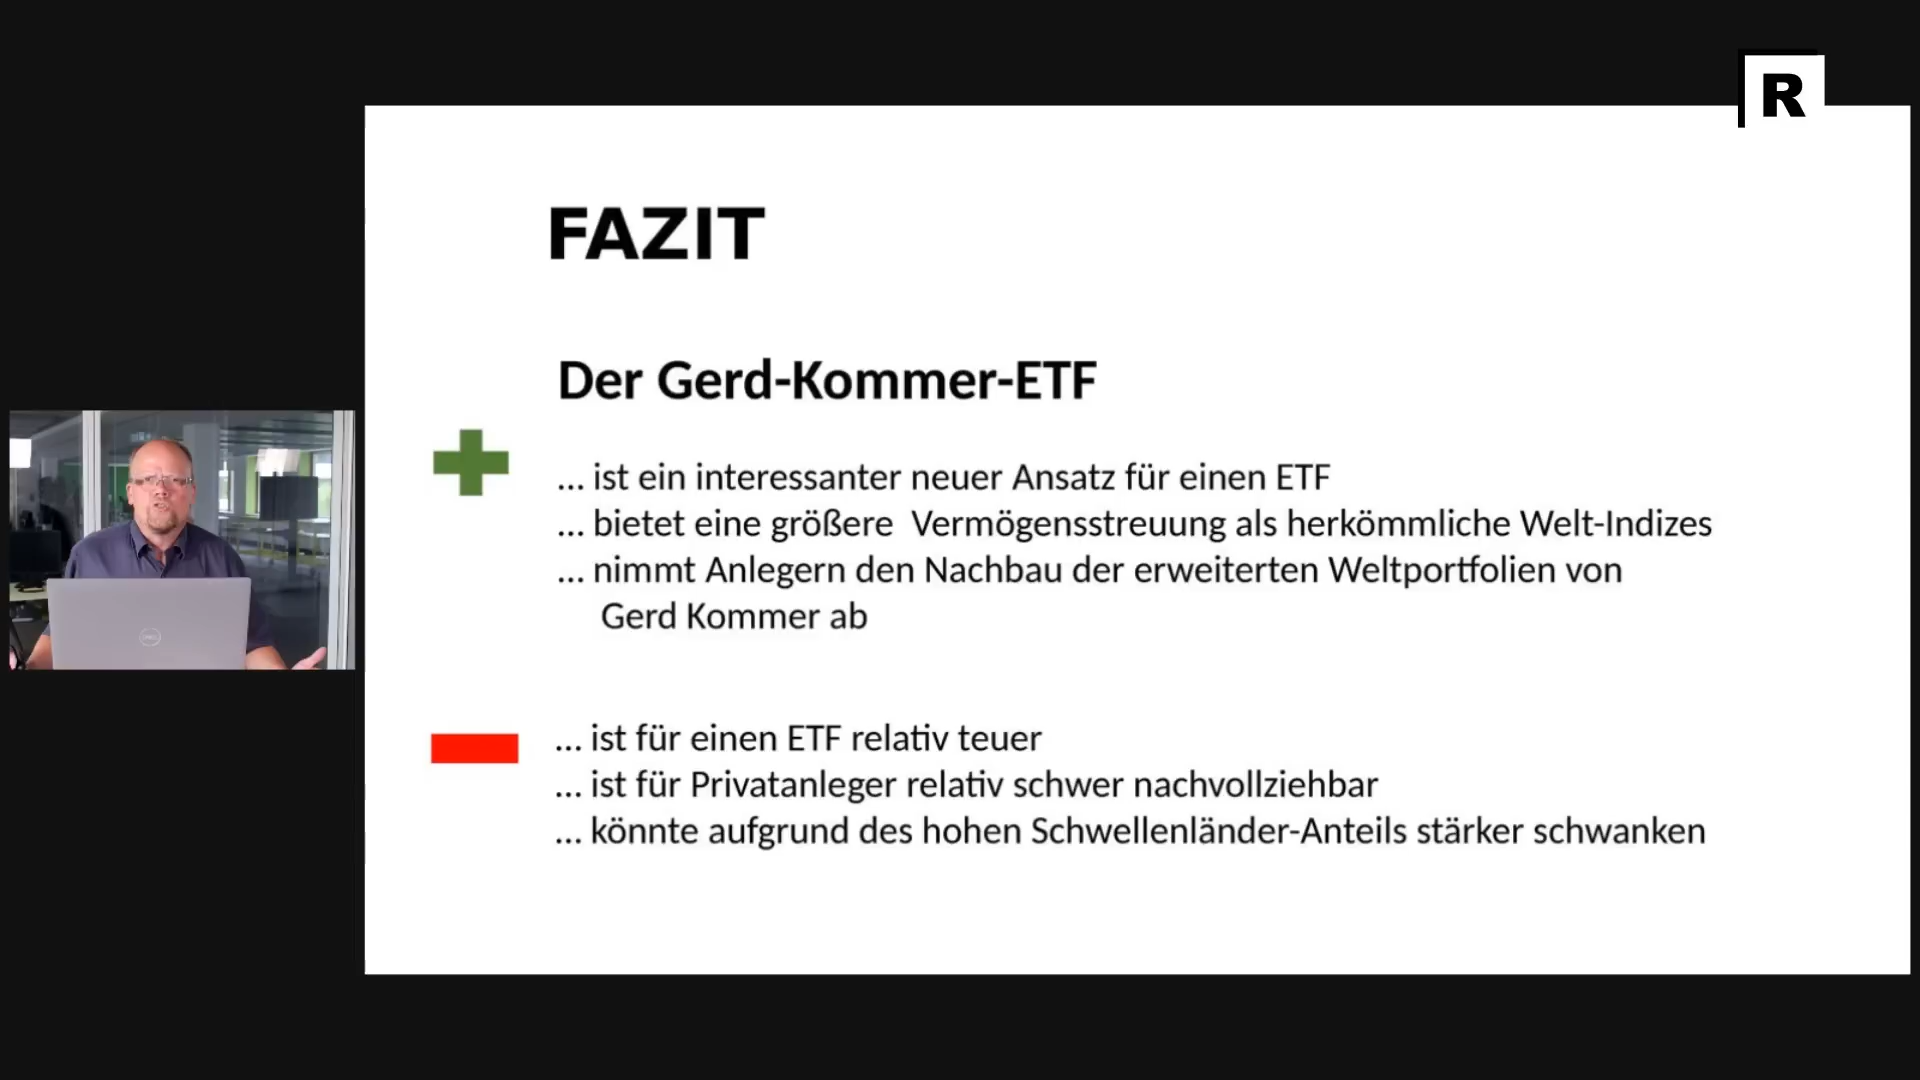 R
FAZIT
Der Gerd-Kommer-ETF
... ist ein interessanter neuer Ansatz für einen ETF
... bietet eine größere  Vermögensstreuung als herkömmliche Welt-Indizes
... nimmt Anlegern den Nachbau der erweiterten Weltportfolien von
Gerd Kommer ab
... ist für einen ETF relativ teuer
... ist für Privatanleger relativ schwer nachvollziehbar
... könnte aufgrund des hohen Schwellenländer-Anteils stärker schwanken
DELL